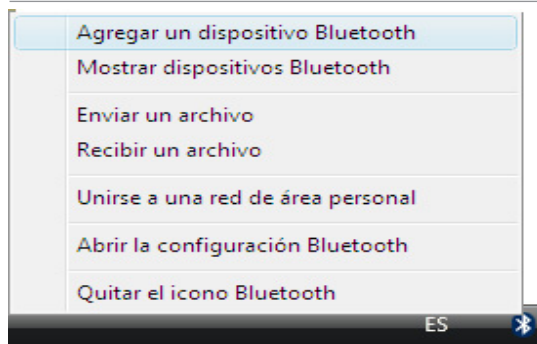 Agregar un dispositivo Bluetooth
Mostrar dispositivos Bluetooth
Enviar un archivo
Recibir un archivo
Unirse a una red de área personal
Abrir la configuración Bluetooth
Quitar el icono Bluetooth
ES